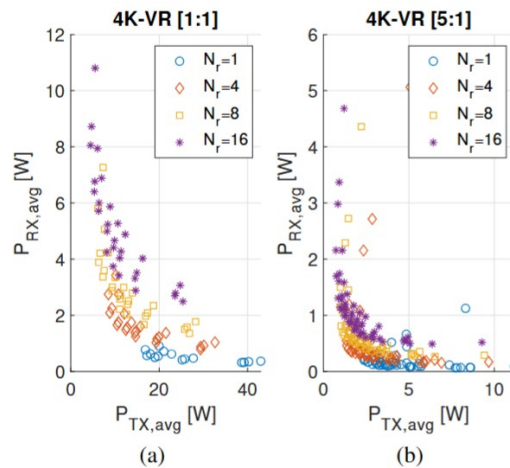 4K-VR [1:1]
12
10
8
6
4
2
0
P_RX,avg [W]
N_r=1
N_r=4
N_r=8
N_r=16
0
20
40
P_TX,avg [W]
(a)
4K-VR [5:1]
6
5
4
3
2
1
0
P_RX,avg [W]
N_r=1
N_r=4
N_r=8
N_r=16
0
5
10
P_TX,avg [W]
(b)